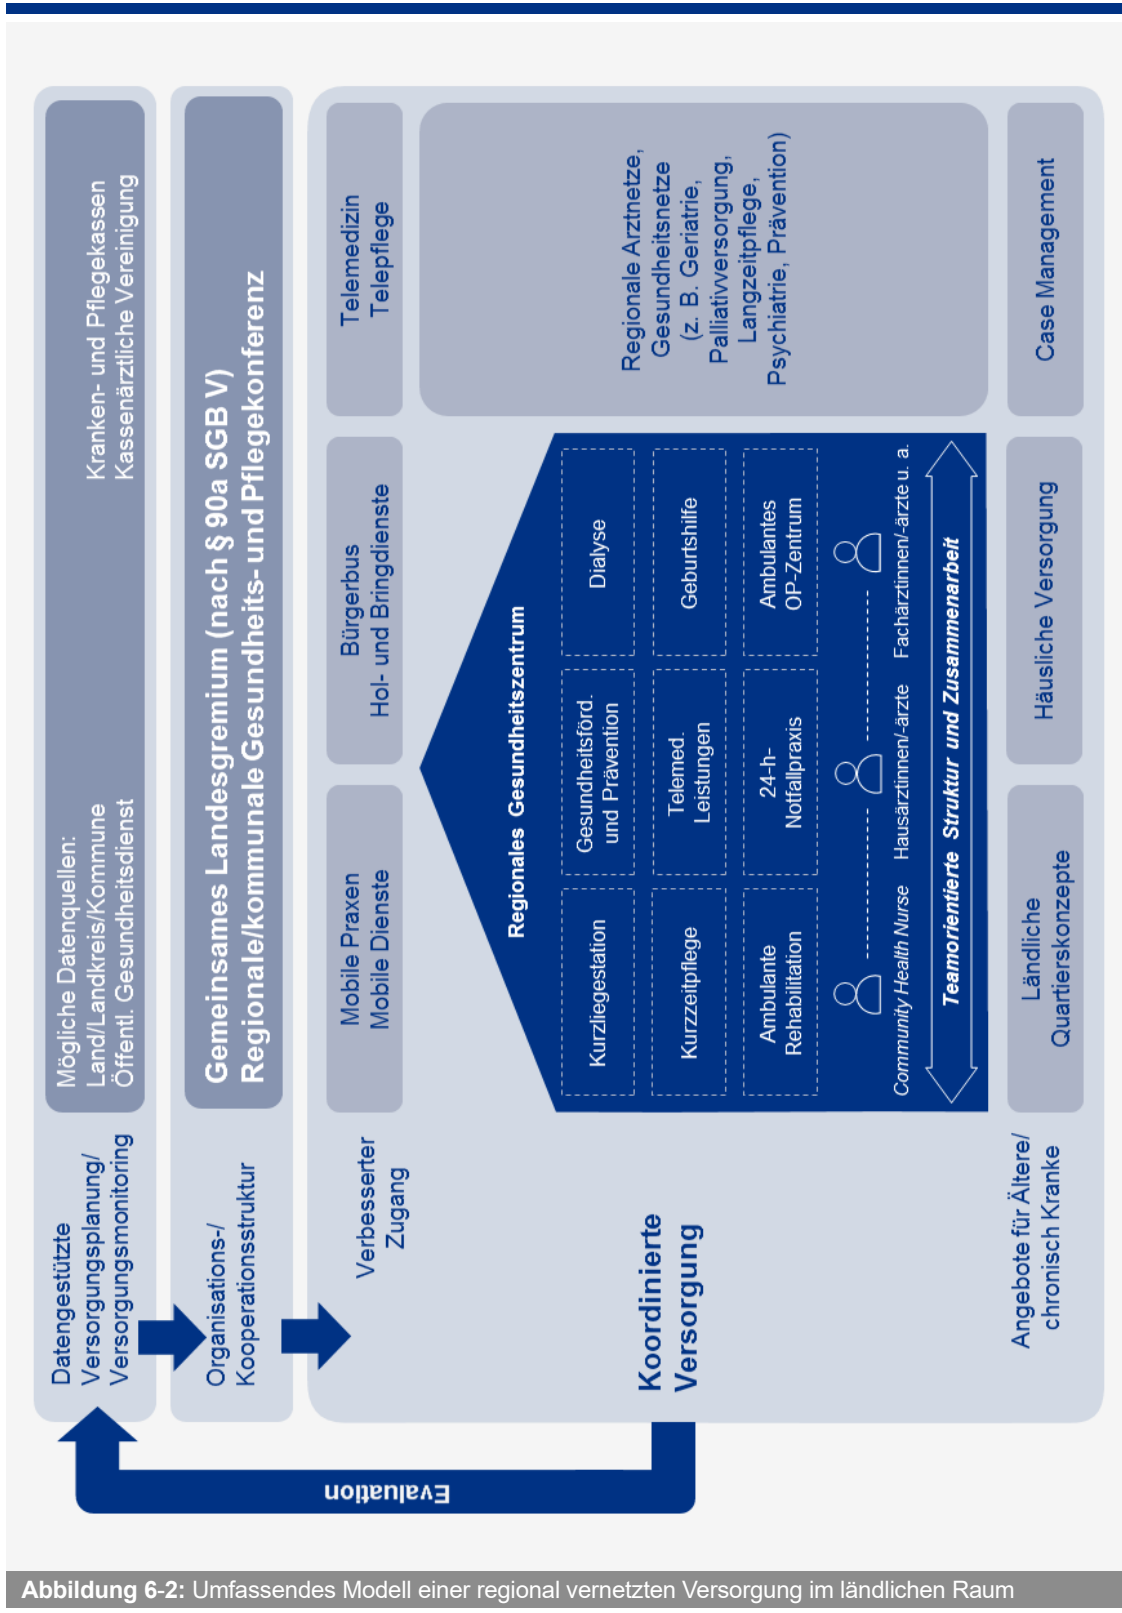 Datengestützte
Versorgungsplanung/
Versorgungsmonitoring
Mögliche Datenquellen:
Land/Landkreis/Kommune
Öffentl. Gesundheitsdienst
Kranken- und Pflegekassen
Kassenärztliche Vereinigung
Organisations-/
Kooperationsstruktur
Gemeinsames Landesgremium (nach § 90a SGB V)
Regionale/kommunale Gesundheits- und Pflegekonferenz
Verbesserter
Zugang
Mobile Praxen
Mobile Dienste
Bürgerbus
Hol- und Bringdienste
Telemedizin
Telepflege
Koordinierte
Versorgung
Regionales Gesundheitszentrum
Kurzliegestation
Gesundheitsförd.
und Prävention
Dialyse
Kurzzeitpflege
Telemed.
Leistungen
Geburtshilfe
Ambulante
Rehabilitation
24-h-
Notfallpraxis
Ambulantes
OP-Zentrum
Community Health Nurse
Hausärztinnen/-ärzte
Fachärztinnen/-ärzte u. a.
Teamorientierte Struktur und Zusammenarbeit
Regionale Arztnetze,
Gesundheitsnetze
(z. B. Geriatrie,
Palliativversorgung,
Langzeitpflege,
Psychiatrie, Prävention)
Angebote für Ältere/
chronisch Kranke
Ländliche
Quartierskonzepte
Häusliche Versorgung
Case Management
Evaluation
Abbildung 6-2: Umfassendes Modell einer regional vernetzten Versorgung im ländlichen Raum